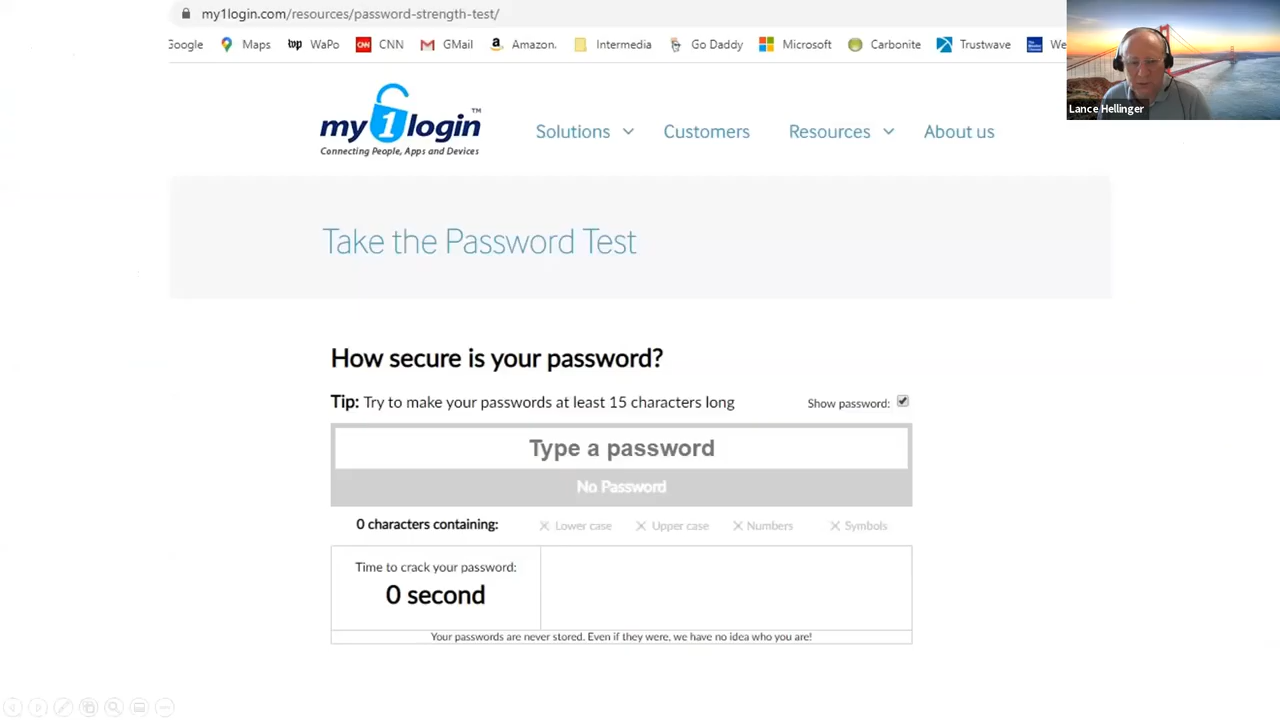 my1login.com/resources/password-strength-test/
Google Maps WaPo CNN GMail Amazon. Intermedia Go Daddy Microsoft Carbonite Trustwave We
wp CNN a
Lance Hellinger
my1login™
Connecting People, Apps and Devices
Solutions Customers Resources About us
Take the Password Test
How secure is your password?
Tip: Try to make your passwords at least 15 characters long Show password:
Type a password
No Password
0 characters containing: Lower case Upper case Numbers Symbols
Time to crack your password:
0 second
Your passwords are never stored. Even if they were, we have no idea who you are!